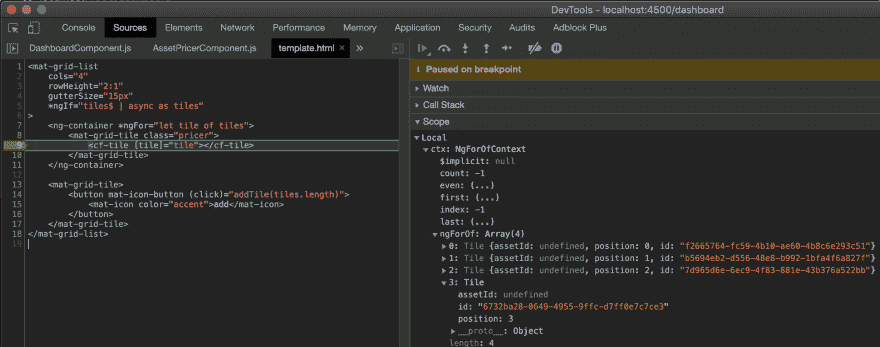 DevTools - localhost:4500/dashboard
Console Sources Elements Network Performance Memory Application Security Audits Adblock Plus
DashboardComponent.js AssetPricerComponent.js template.html ×
1 <mat-grid-list
2 cols="4"
3 rowHeight="2:1"
4 gutterSize="15px"
5 *ngIf="tiles$ | async as tiles"
6 >
7 <ng-container *ngFor="let tile of tiles">
8 <mat-grid-tile class="pricer">
9 <cf-tile [tile]="tile"></cf-tile>
10 </mat-grid-tile>
11 </ng-container>
12
13 <mat-grid-tile>
14 <button mat-icon-button (click)="addTile(tiles.length)">
15 <mat-icon color="accent">add</mat-icon>
16 </button>
17 </mat-grid-tile>
18 </mat-grid-list>
19
Paused on breakpoint
Watch
Call Stack
Scope
Local
ctx: NgForOfContext
$implicit: null
count: -1
even: (...)
first: (...)
index: -1
last: (...)
ngForOf: Array(4)
0: Tile {assetId: undefined, position: 0, id: "f2665764-fc59-4b10-ae60-4b8c6e293c51"}
1: Tile {assetId: undefined, position: 1, id: "b5694eb2-d556-48e8-b992-1bfa4f6a827f"}
2: Tile {assetId: undefined, position: 2, id: "7d965d6e-6ec9-4f83-881e-43b376a522bb"}
3: Tile
assetId: undefined
id: "6732ba28-0649-4955-9ffc-d7ff0e7c7ce3"
position: 3
__proto__: Object
length: 4